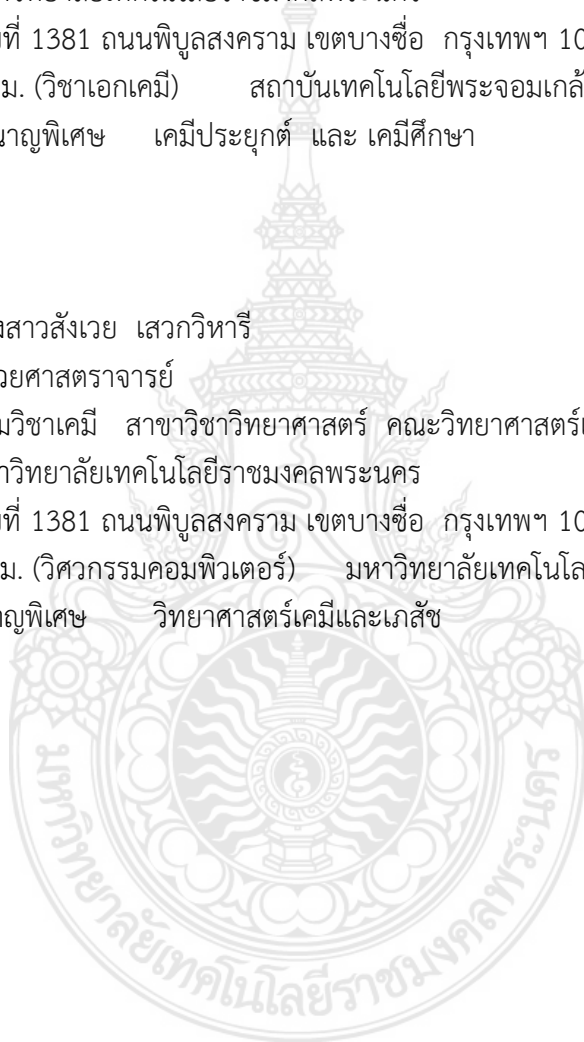 ที่ 1381 ถนนพิบูลสงคราม เขตบางซื่อ กรุงเทพฯ 10
ม. (วิชาเอกเคมี) สถาบันเทคโนโลยีพระจอมเกล้
นาญพิเศษ เคมีประยุกต์ และ เคมีศึกษา
งสาวสังเวย เสวกวิหารี
วยศาสตราจารย์
มวิชาเคมี สาขาวิชาวิทยาศาสตร์ คณะวิทยาศาสตร์แ
าวิทยาลัยเทคโนโลยีราชมงคลพระนคร
ที่ 1381 ถนนพิบูลสงคราม เขตบางซื่อ กรุงเทพฯ 10
ม. (วิศวกรรมคอมพิวเตอร์) มหาวิทยาลัยเทคโนโล
าญพิเศษ วิทยาศาสตร์เคมีและเภสัช
มหาวิทยาลัยเทคโนโลยีราชมงคลพระนคร